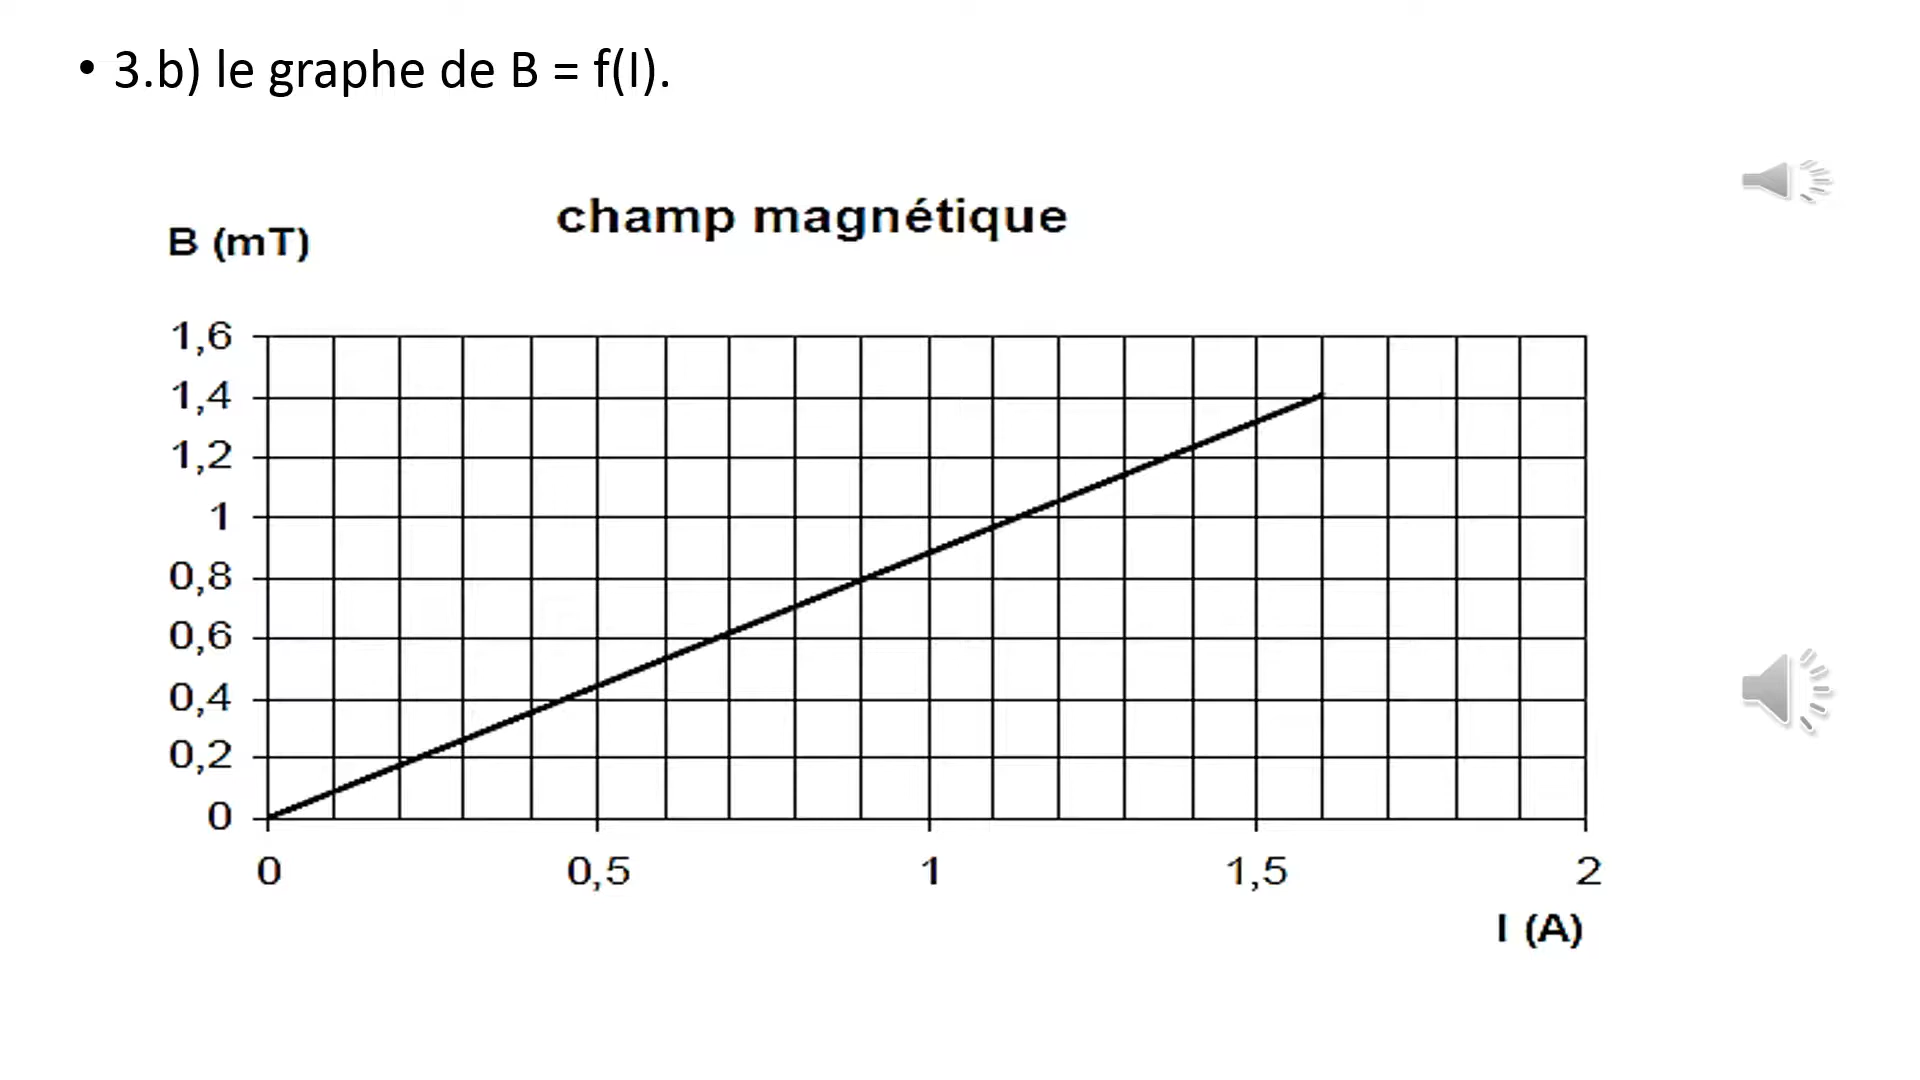 • 3.b) le graphe de B = f(I).
champ magnétique
B (mT)
1,6
1,4
1,2
1
0,8
0,6
0,4
0,2
0
0 0,5 1 1,5 2
I (A)